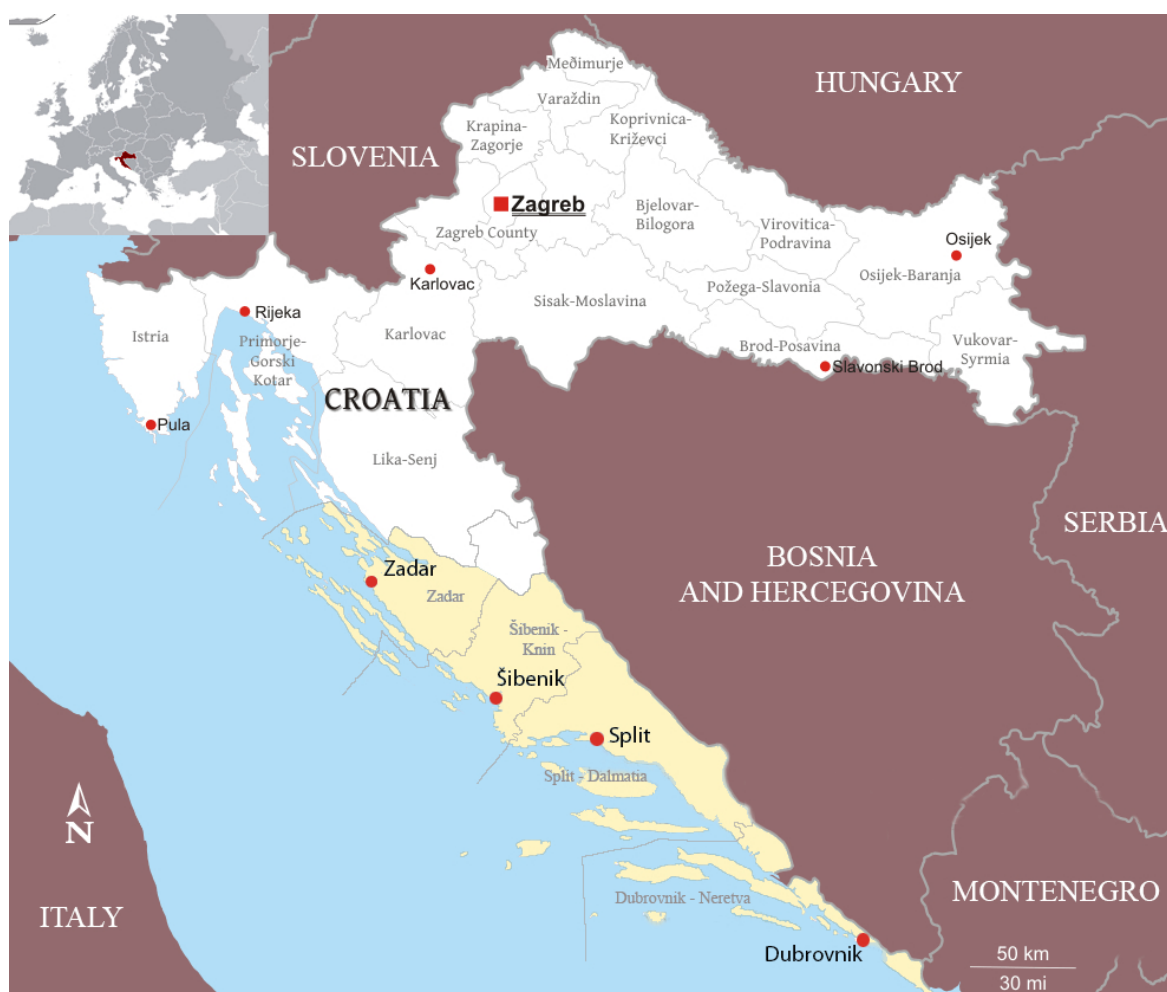 HUNGARY
Meðimurje
Varaždin
Koprivnica-
Križevci
Krapina-
Zagorje
SLOVENIA
Zagreb
Bjelovar-
Bilogora
Virovitica-
Podravina
Zagreb County
Osijek
Osijek-Baranja
Karlovac
Požega-Slavonia
Sisak-Moslavina
Rijeka
Istria
Primorje-
Gorski
Kotar
Karlovac
Brod-Posavina
Vukovar-
Syrmia
Slavonski Brod
CROATIA
Pula
Lika-Senj
SERBIA
BOSNIA
AND HERCEGOVINA
Zadar
Zadar
Šibenik -
Knin
Šibenik
Split
Split - Dalmatia
N
ITALY
MONTENEGRO
Dubrovnik - Neretva
Dubrovnik
50 km
30 mi